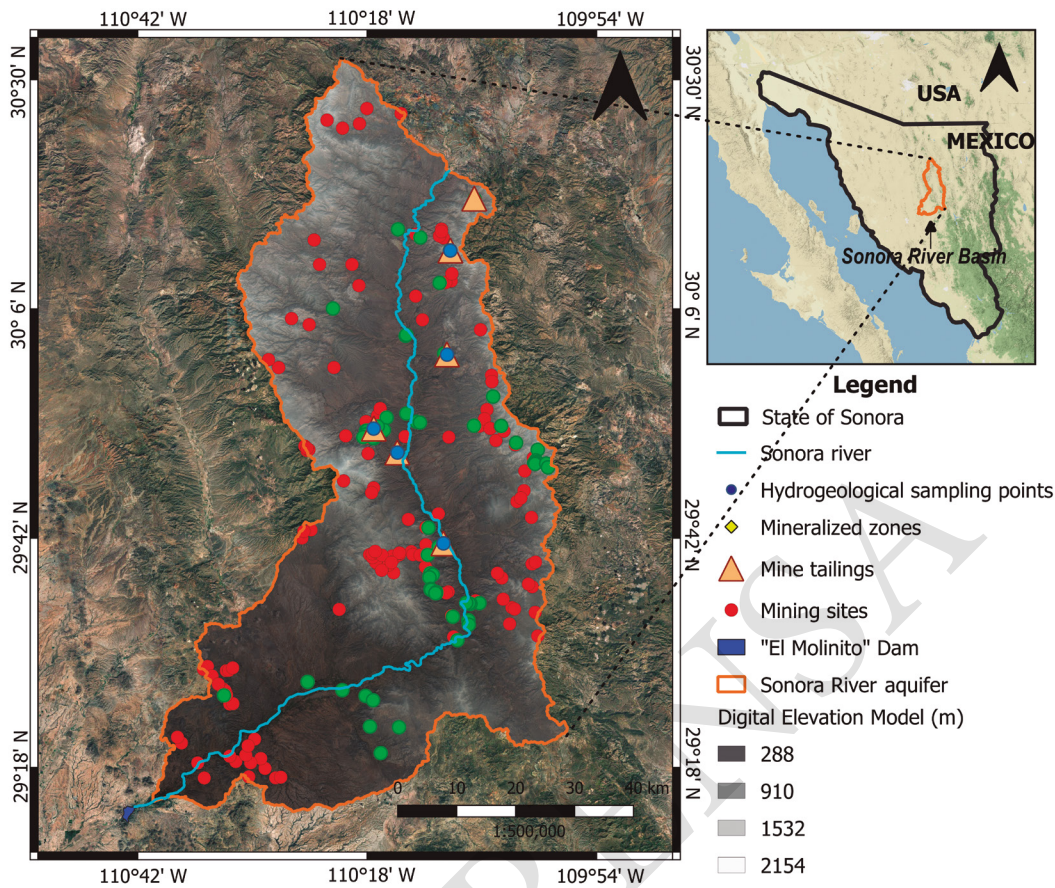 110°42' W
110°18' W
109°54' W
30°30' N
30°30' N
30° 6' N
30° 6' N
29°42' N
29°42' N
29°18' N
29°18' N
0 10 20 30 40 km
1:500,000
110°42' W
110°18' W
109°54' W
USA
MEXICO
Sonora River Basin
Legend
State of Sonora
Sonora river
Hydrogeological sampling points
Mineralized zones
Mine tailings
Mining sites
"El Molinito" Dam
Sonora River aquifer
Digital Elevation Model (m)
288
910
1532
2154